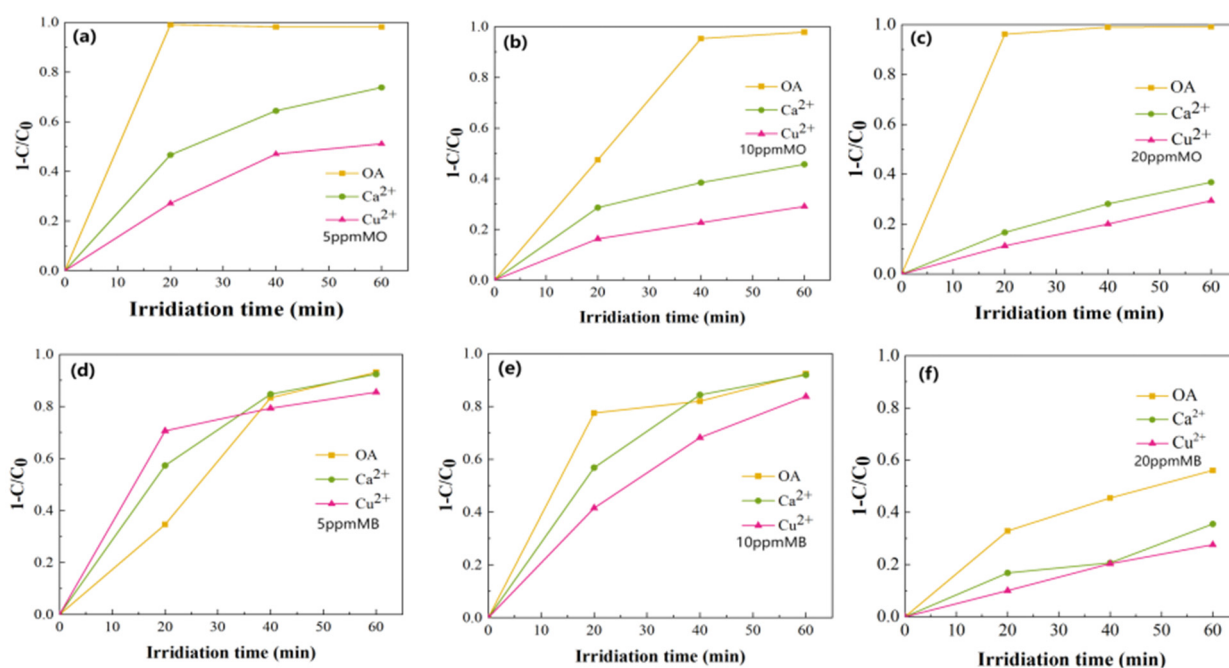 (a)
1.0
0.8
0.6
0.4
0.2
0.0
1-C/C0
OA
Ca2+
Cu2+
5ppmMO
0 10 20 30 40 50 60
Irridiation time (min)
(b)
1.0
0.8
0.6
0.4
0.2
0.0
1-C/C0
OA
Ca2+
Cu2+
10ppmMO
0 10 20 30 40 50 60
Irridiation time (min)
(c)
1.0
0.8
0.6
0.4
0.2
0.0
1-C/C0
OA
Ca2+
Cu2+
20ppmMO
0 10 20 30 40 50 60
Irridiation time (min)
(d)
1.0
0.8
0.6
0.4
0.2
0.0
1-C/C0
OA
Ca2+
Cu2+
5ppmMB
0 10 20 30 40 50 60
Irridiation time (min)
(e)
1.0
0.8
0.6
0.4
0.2
0.0
1-C/C0
OA
Ca2+
Cu2+
10ppmMB
0 10 20 30 40 50 60
Irridiation time (min)
(f)
1.0
0.8
0.6
0.4
0.2
0.0
1-C/C0
OA
Ca2+
Cu2+
20ppmMB
0 10 20 30 40 50 60
Irridiation time (min)